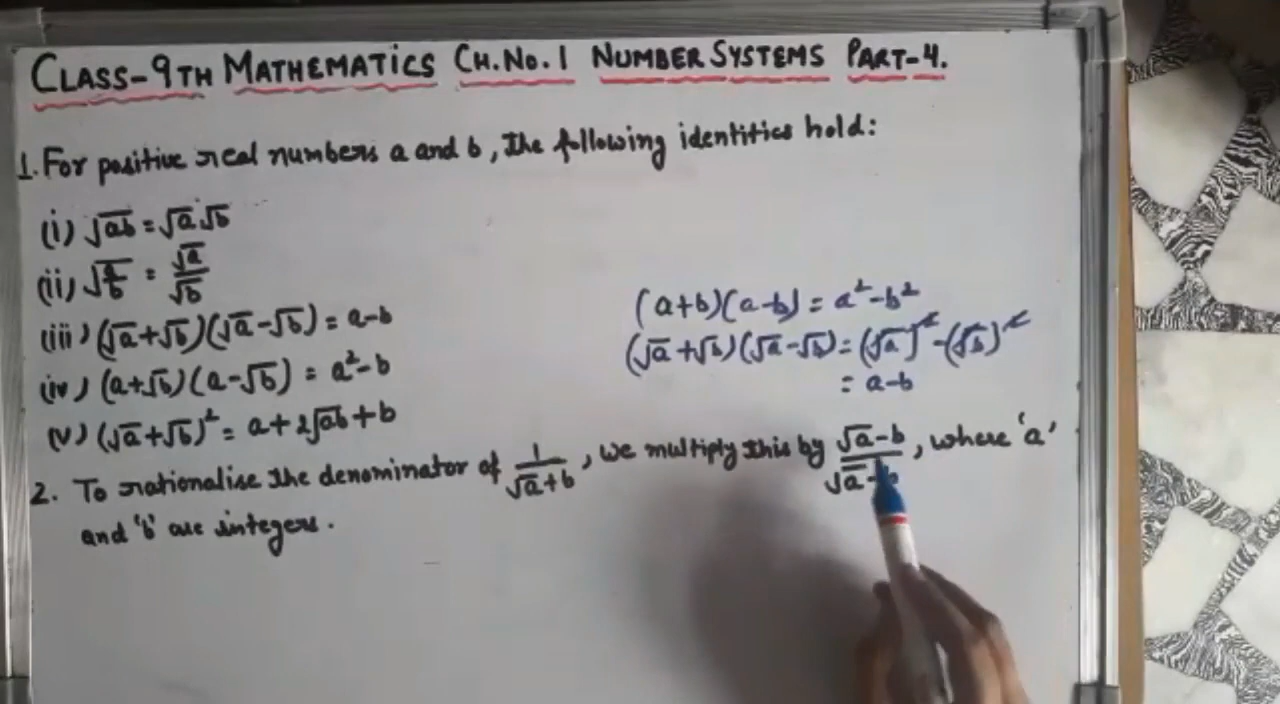 CLASS-9TH MATHEMATICS CH.NO.1 NUMBER SYSTEMS PART-4.
1. For positive real numbers a and b, the following identities hold:
(i) √ab = √a √b
(ii) √(a/b) = √a/√b
(iii) (√a+√b)(√a-√b) = a-b
(iv) (a+√b)(a-√b) = a²-b
(v) (√a+√b)² = a+2√ab+b
(a+b)(a-b) = a²-b²
(√a+√b)(√a-√b) = (√a)²-(√b)²
= a-b
2. To rationalise the denominator of 1/(√a+b), we multiply this by (√a-b)/(√a-b), where 'a'
and 'b' are integers.